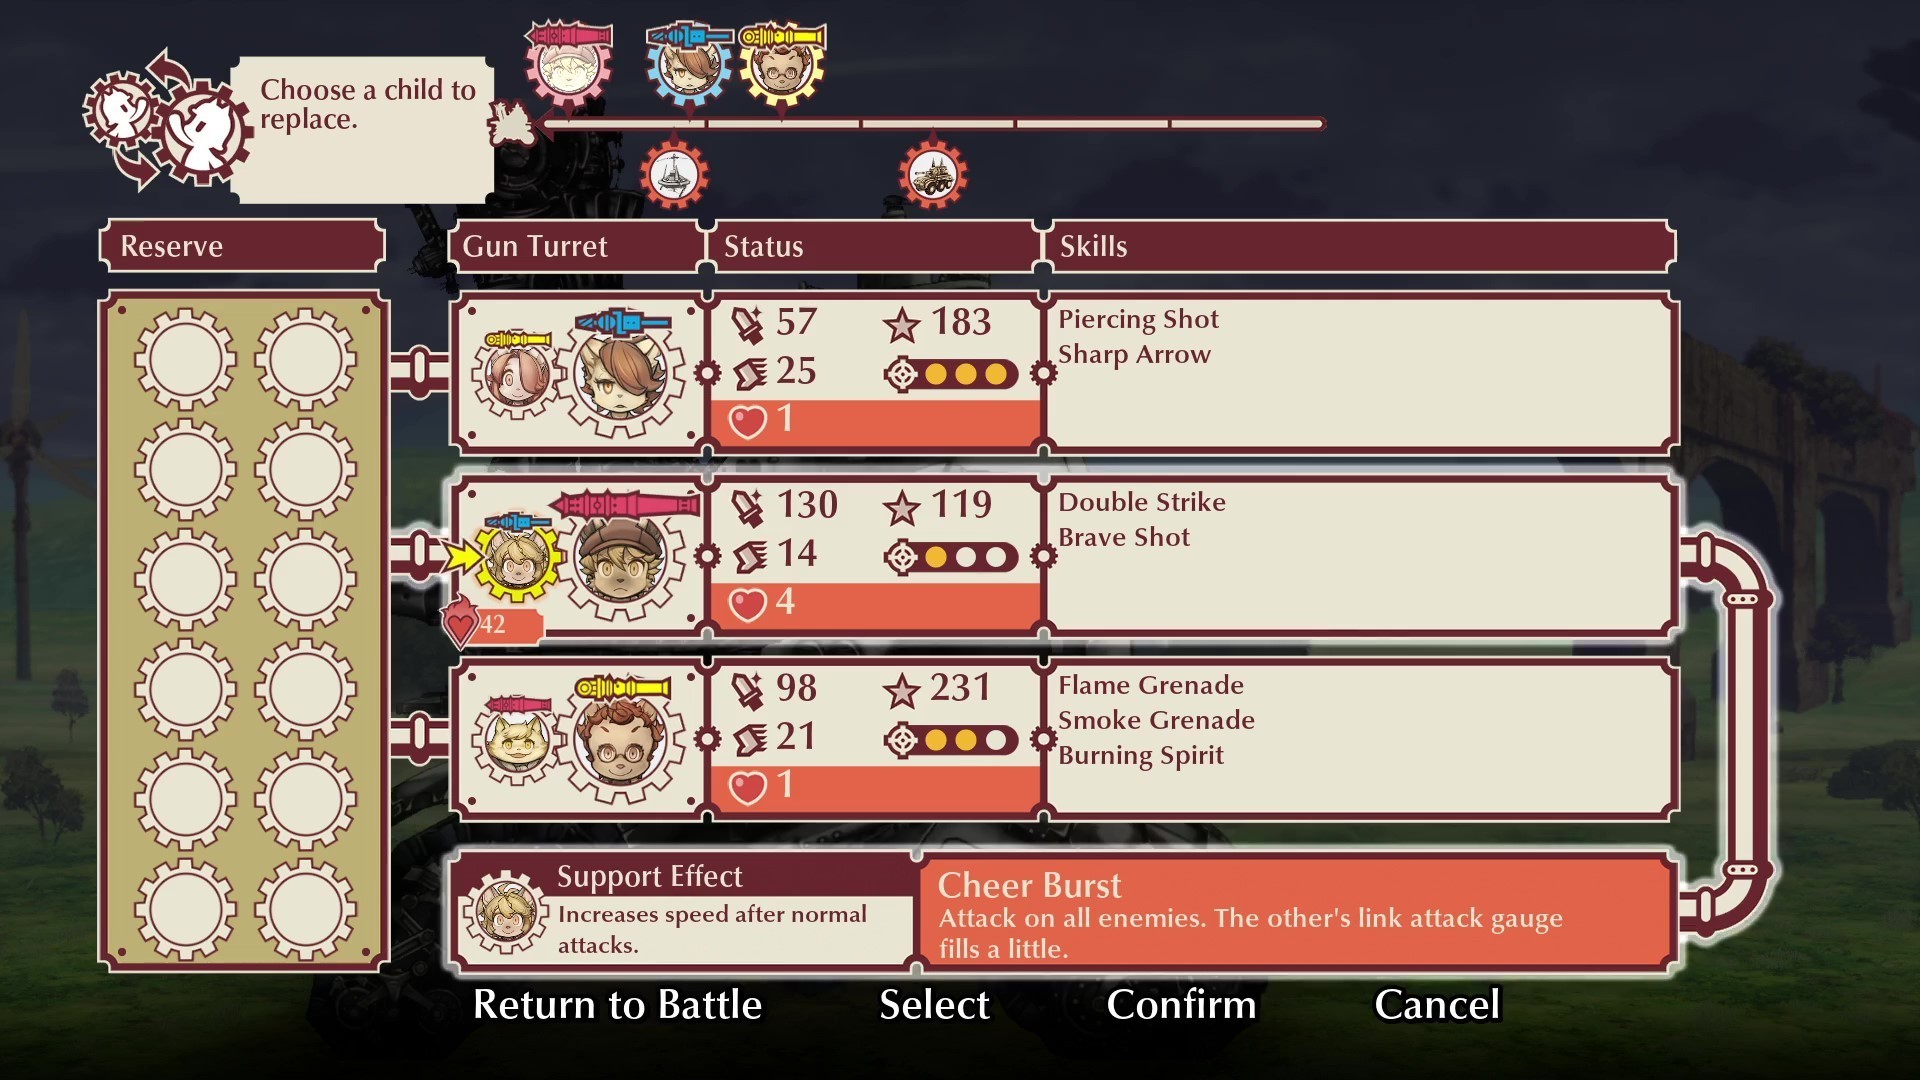 Choose a child to
replace.
Reserve
Gun Turret
Status
Skills
57
183
25
1
Piercing Shot
Sharp Arrow
130
119
14
4
42
Double Strike
Brave Shot
98
231
21
1
Flame Grenade
Smoke Grenade
Burning Spirit
Support Effect
Increases speed after normal
attacks.
Cheer Burst
Attack on all enemies. The other's link attack gauge
fills a little.
Return to Battle
Select
Confirm
Cancel